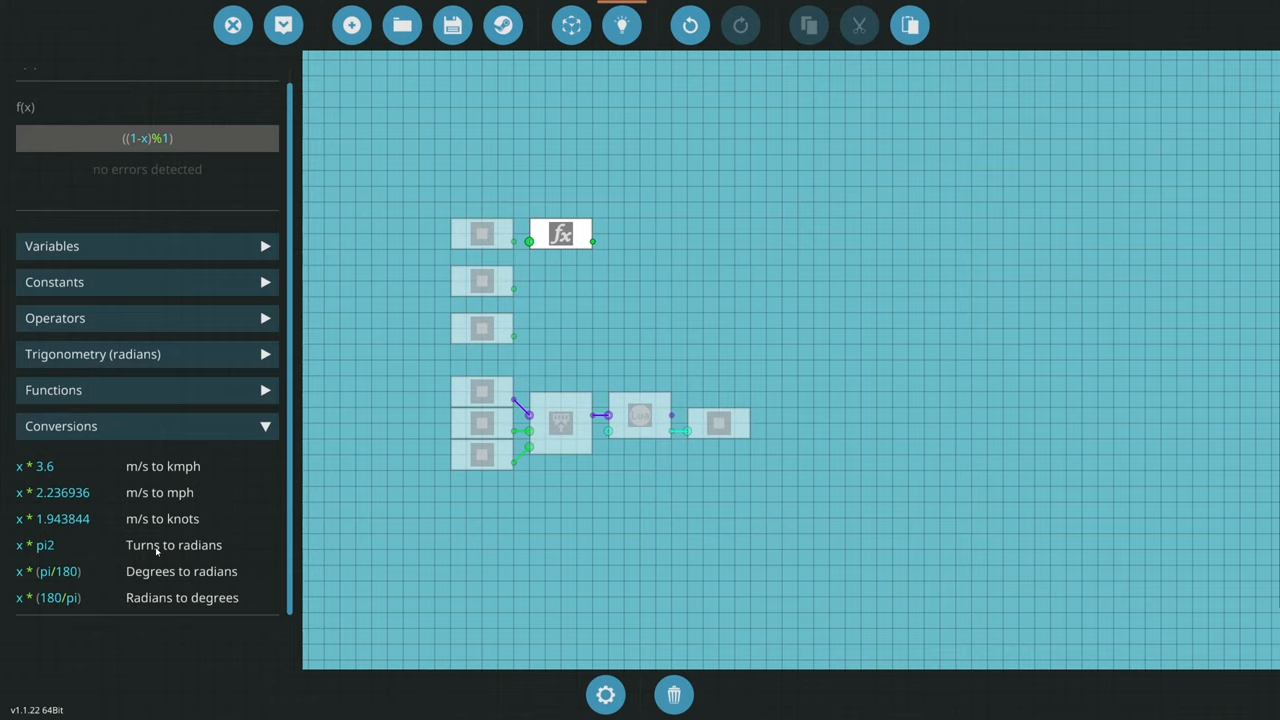 f(x)
((1-x)%1)
no errors detected
fx
Variables
Constants
Operators
Trigonometry (radians)
Functions
Conversions
Lua
x * 3.6 m/s to kmph
x * 2.236936 m/s to mph
x * 1.943844 m/s to knots
x * pi2 Turns to radians
x * (pi/180) Degrees to radians
x * (180/pi) Radians to degrees
v1.1.22 64Bit